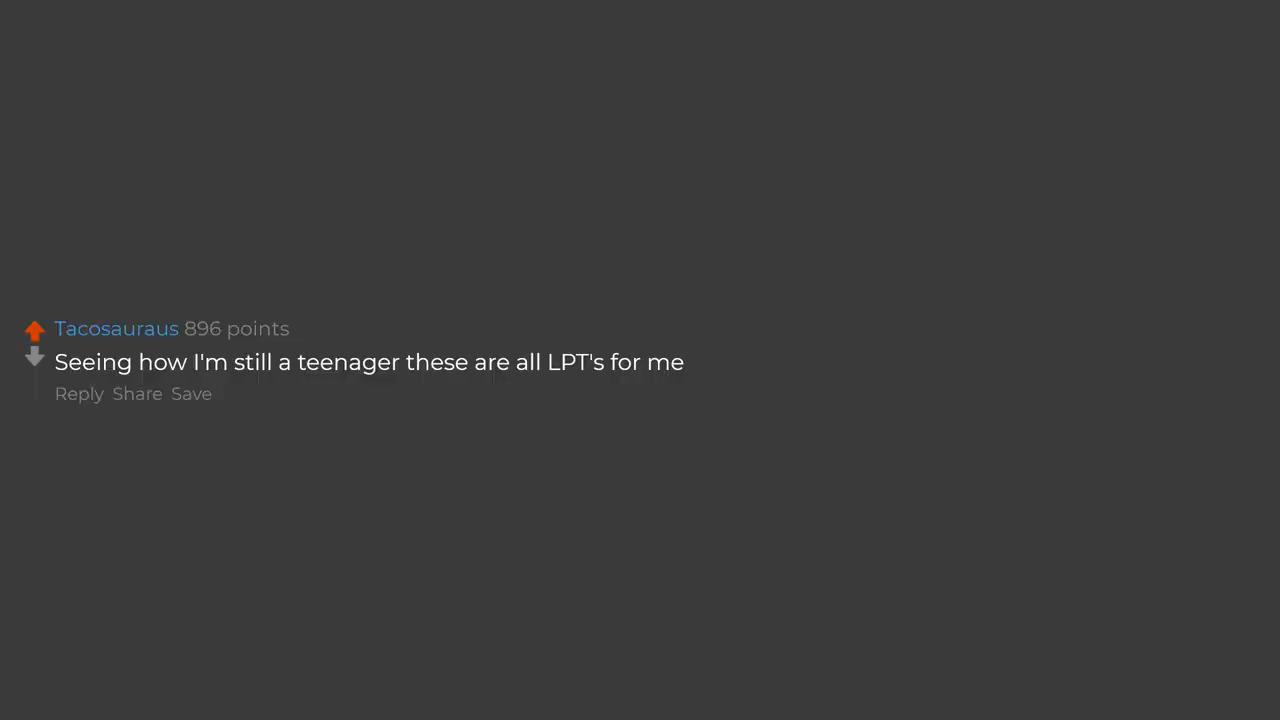 Tacosauraus 896 points
Seeing how I'm still a teenager these are all LPT's for me
Reply Share Save